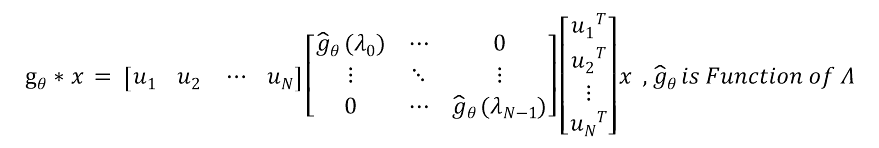 g_θ * x = [u_1 u_2 ⋯ u_N] [ĝ_θ(λ_0) ⋯ 0; ⋮ ⋱ ⋮; 0 ⋯ ĝ_θ(λ_{N−1})] [u_1^T; u_2^T; ⋮; u_N^T] x , ĝ_θ is Function of Λ